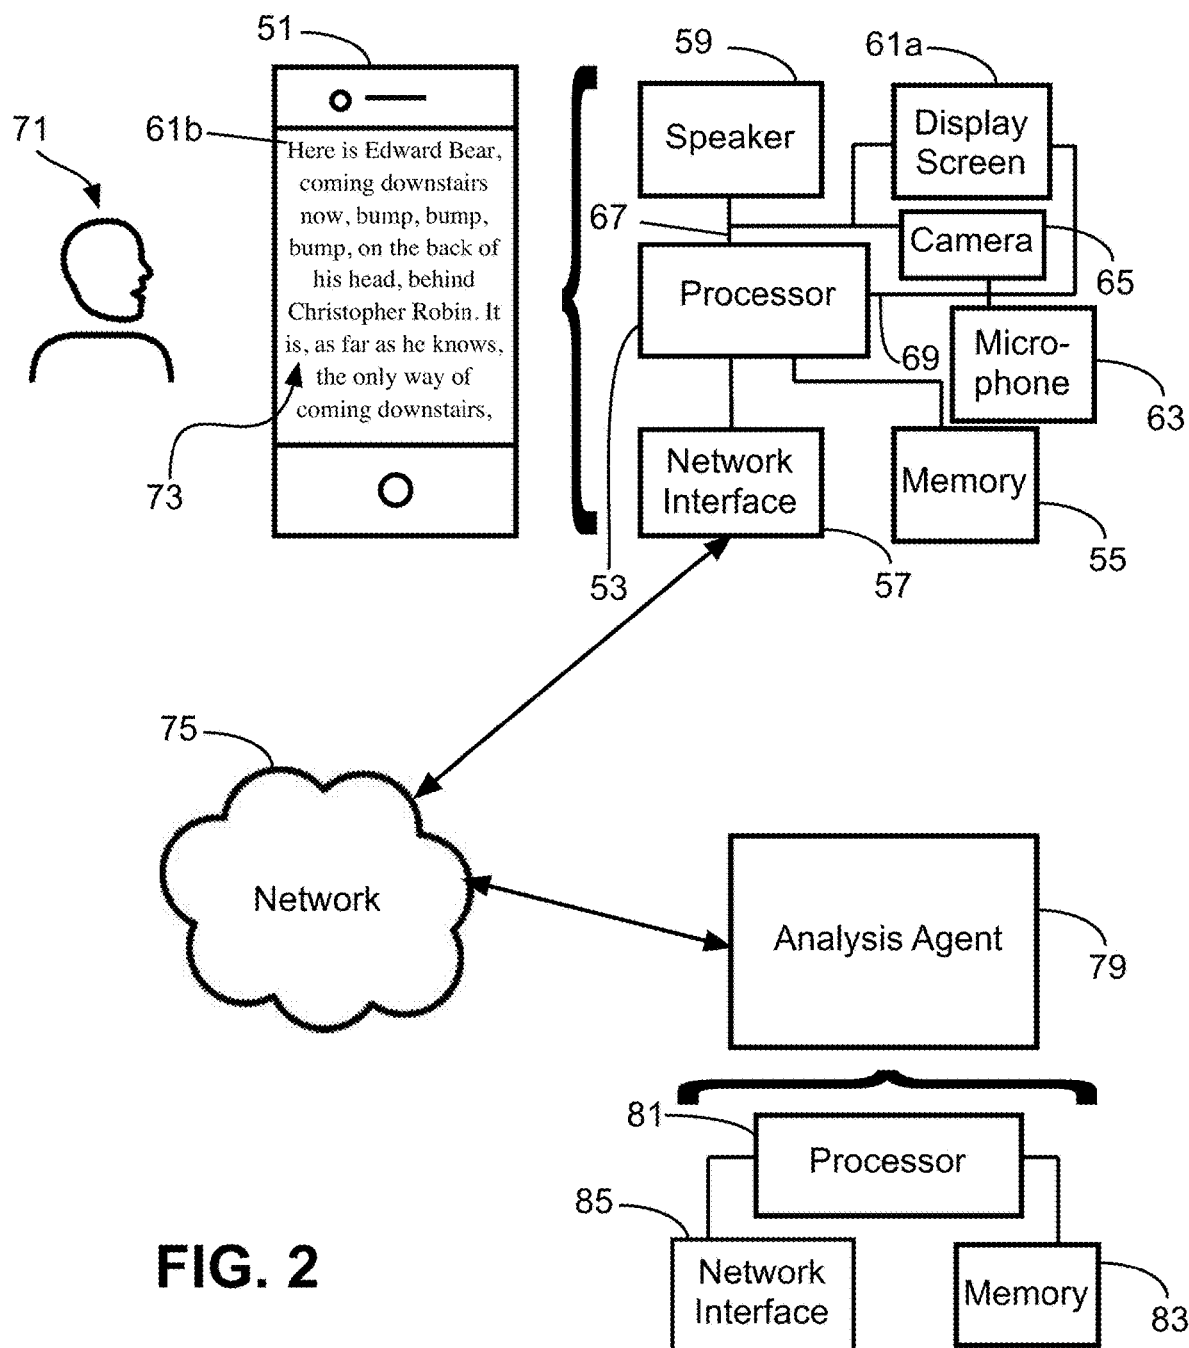 51
59
61a
71
61b
Here is Edward Bear,
coming downstairs
now, bump, bump,
bump, on the back of
his head, behind
Christopher Robin. It
is, as far as he knows,
the only way of
coming downstairs,
73
Speaker
Display
Screen
67
Camera
65
Processor
69
Micro-
phone
63
Network
Interface
Memory
53
57
55
75
Network
Analysis Agent
79
81
Processor
85
Network
Interface
Memory
83
FIG. 2